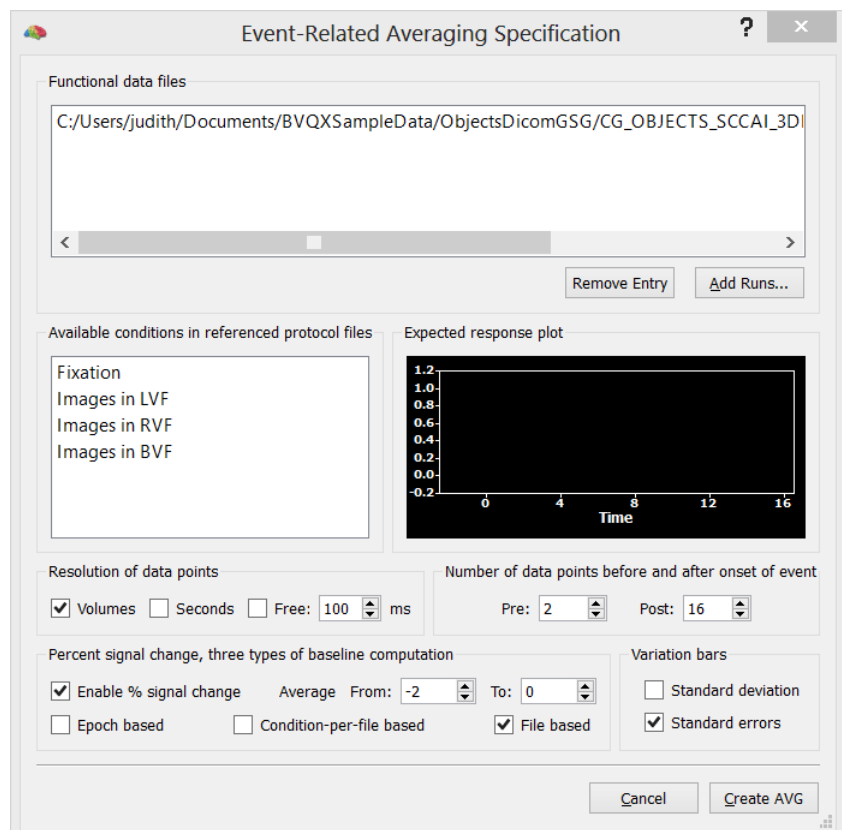 Event-Related Averaging Specification
?
×
Functional data files
C:/Users/judith/Documents/BVQXSampleData/ObjectsDicomGSG/CG_OBJECTS_SCCAI_3D
Remove Entry
Add Runs...
Available conditions in referenced protocol files
Fixation
Images in LVF
Images in RVF
Images in BVF
Expected response plot
1.2
1.0
0.8
0.6
0.4
0.2
0.0
-0.2
0 4 8 12 16
Time
Resolution of data points
Volumes Seconds Free: 100 ms
Number of data points before and after onset of event
Pre: 2 Post: 16
Percent signal change, three types of baseline computation
Enable % signal change Average From: -2 To: 0
Epoch based Condition-per-file based File based
Variation bars
Standard deviation
Standard errors
Cancel
Create AVG